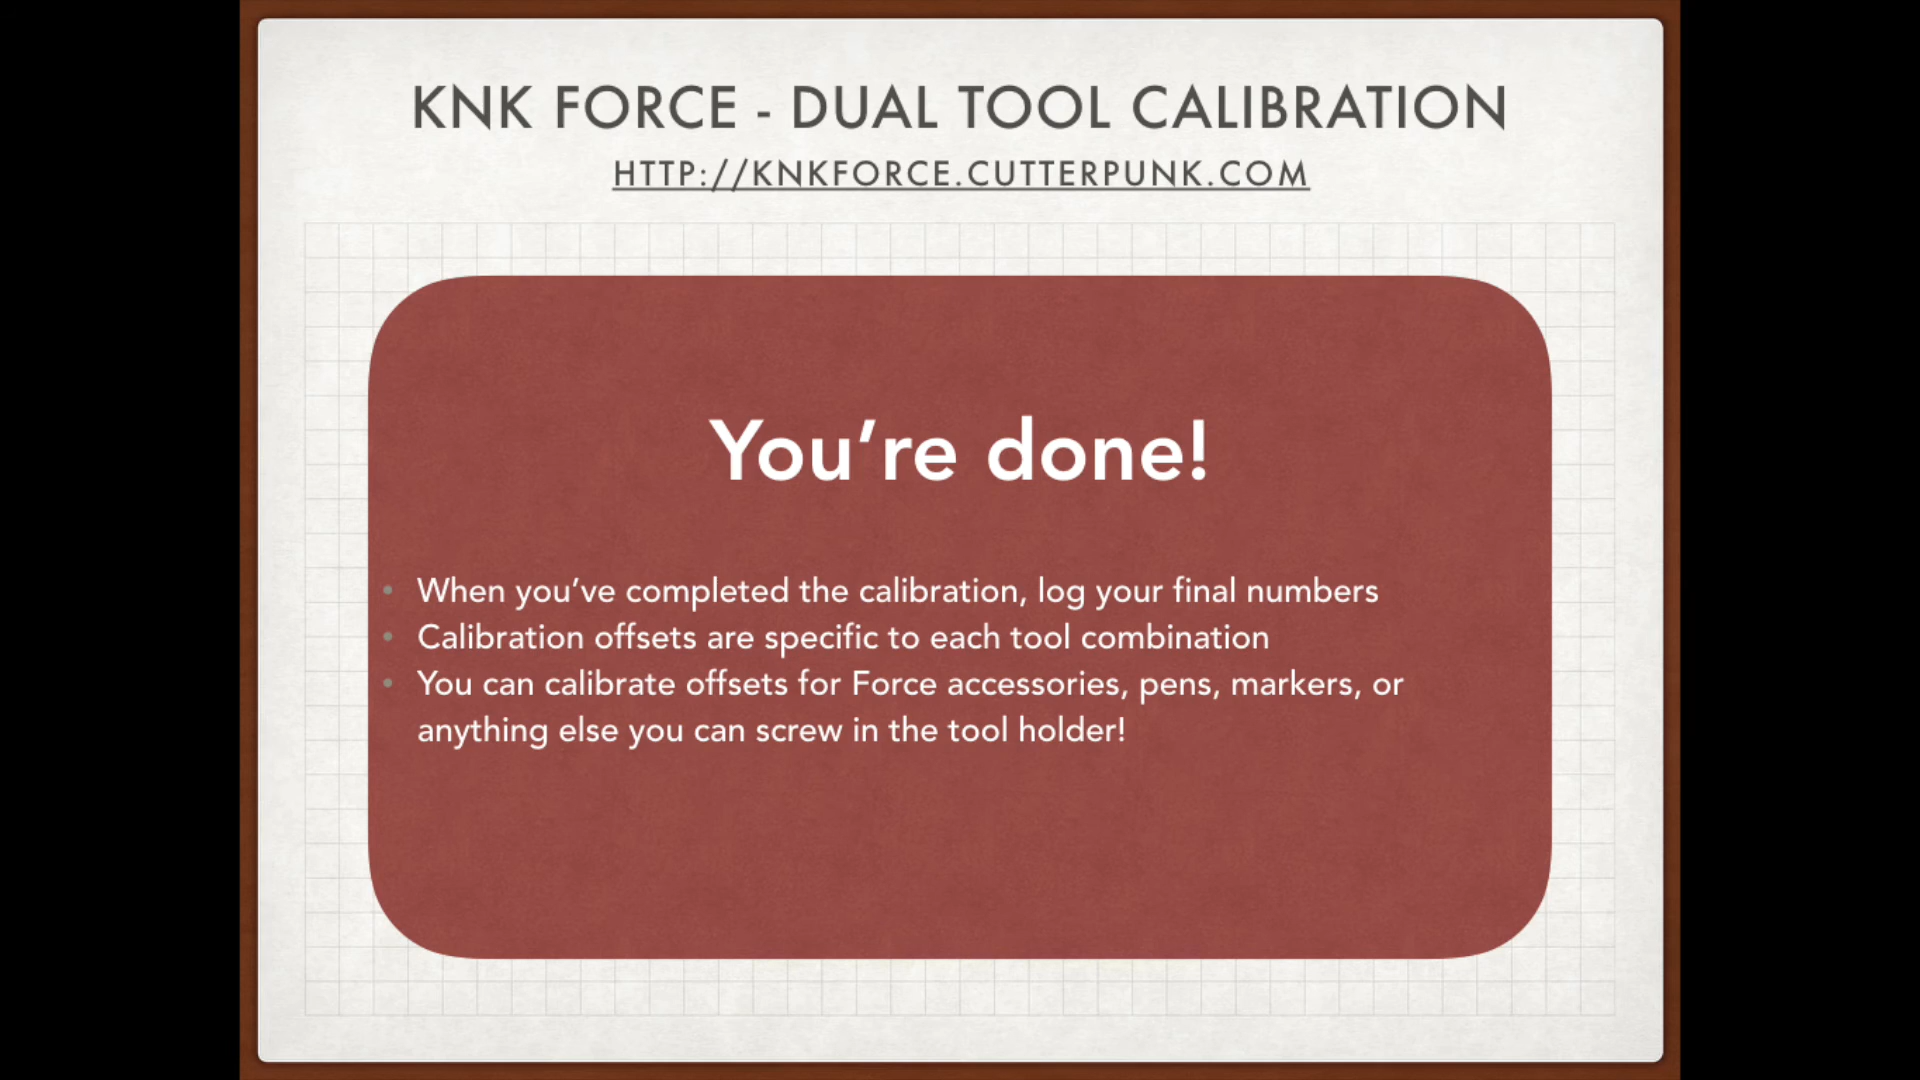 KNK FORCE - DUAL TOOL CALIBRATION
HTTP://KNKFORCE.CUTTERPUNK.COM
You’re done!
• When you’ve completed the calibration, log your final numbers
• Calibration offsets are specific to each tool combination
• You can calibrate offsets for Force accessories, pens, markers, or
anything else you can screw in the tool holder!